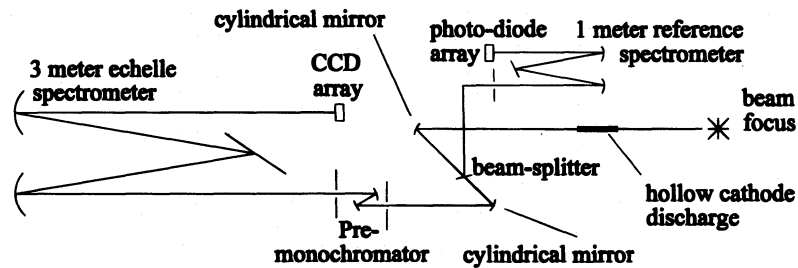 cylindrical mirror
photo-diode
array
1 meter reference
spectrometer
3 meter echelle
spectrometer
CCD
array
beam
focus
beam-splitter
hollow cathode
discharge
Pre-
monochromator
cylindrical mirror